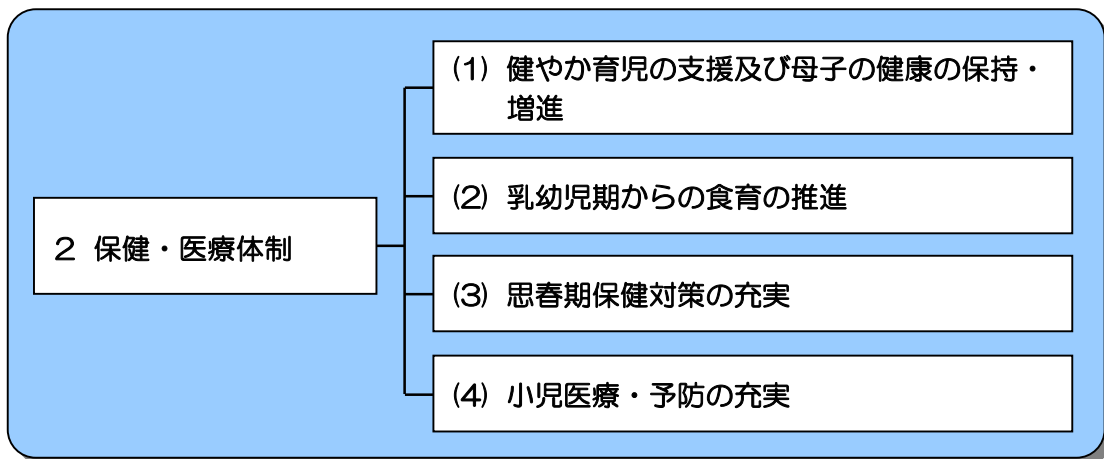 2 保健・医療体制
(1) 健やか育児の支援及び母子の健康の保持・
増進
(2) 乳幼児期からの食育の推進
(3) 思春期保健対策の充実
(4) 小児医療・予防の充実